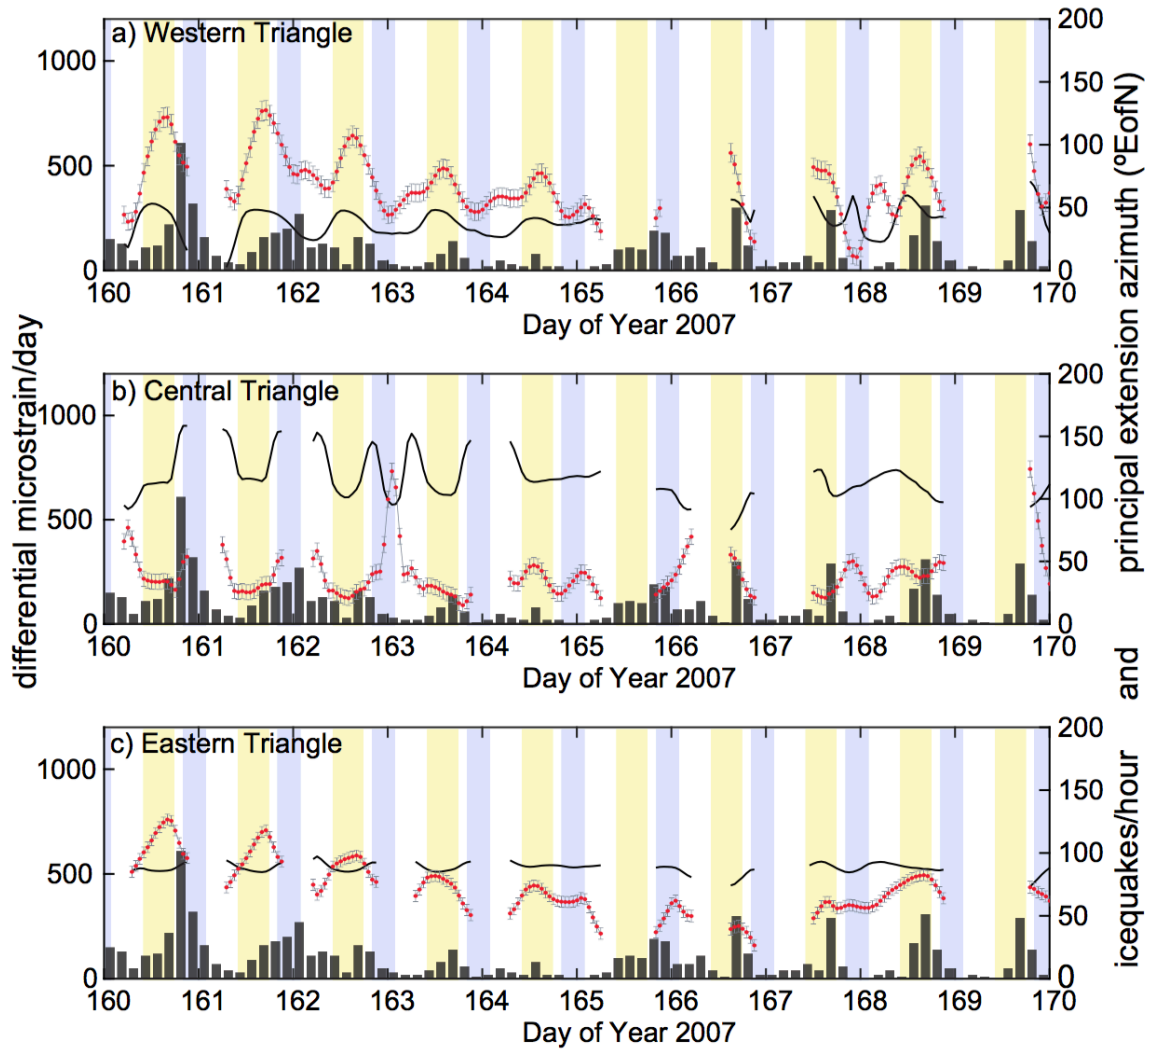 a) Western Triangle
1000
500
0
200
150
100
50
0
160 161 162 163 164 165 166 167 168 169 170
Day of Year 2007
b) Central Triangle
1000
500
0
200
150
100
50
0
160 161 162 163 164 165 166 167 168 169 170
Day of Year 2007
c) Eastern Triangle
1000
500
0
200
150
100
50
0
160 161 162 163 164 165 166 167 168 169 170
Day of Year 2007
differential microstrain/day
icequakes/hour and principal extension azimuth (ºEofN)